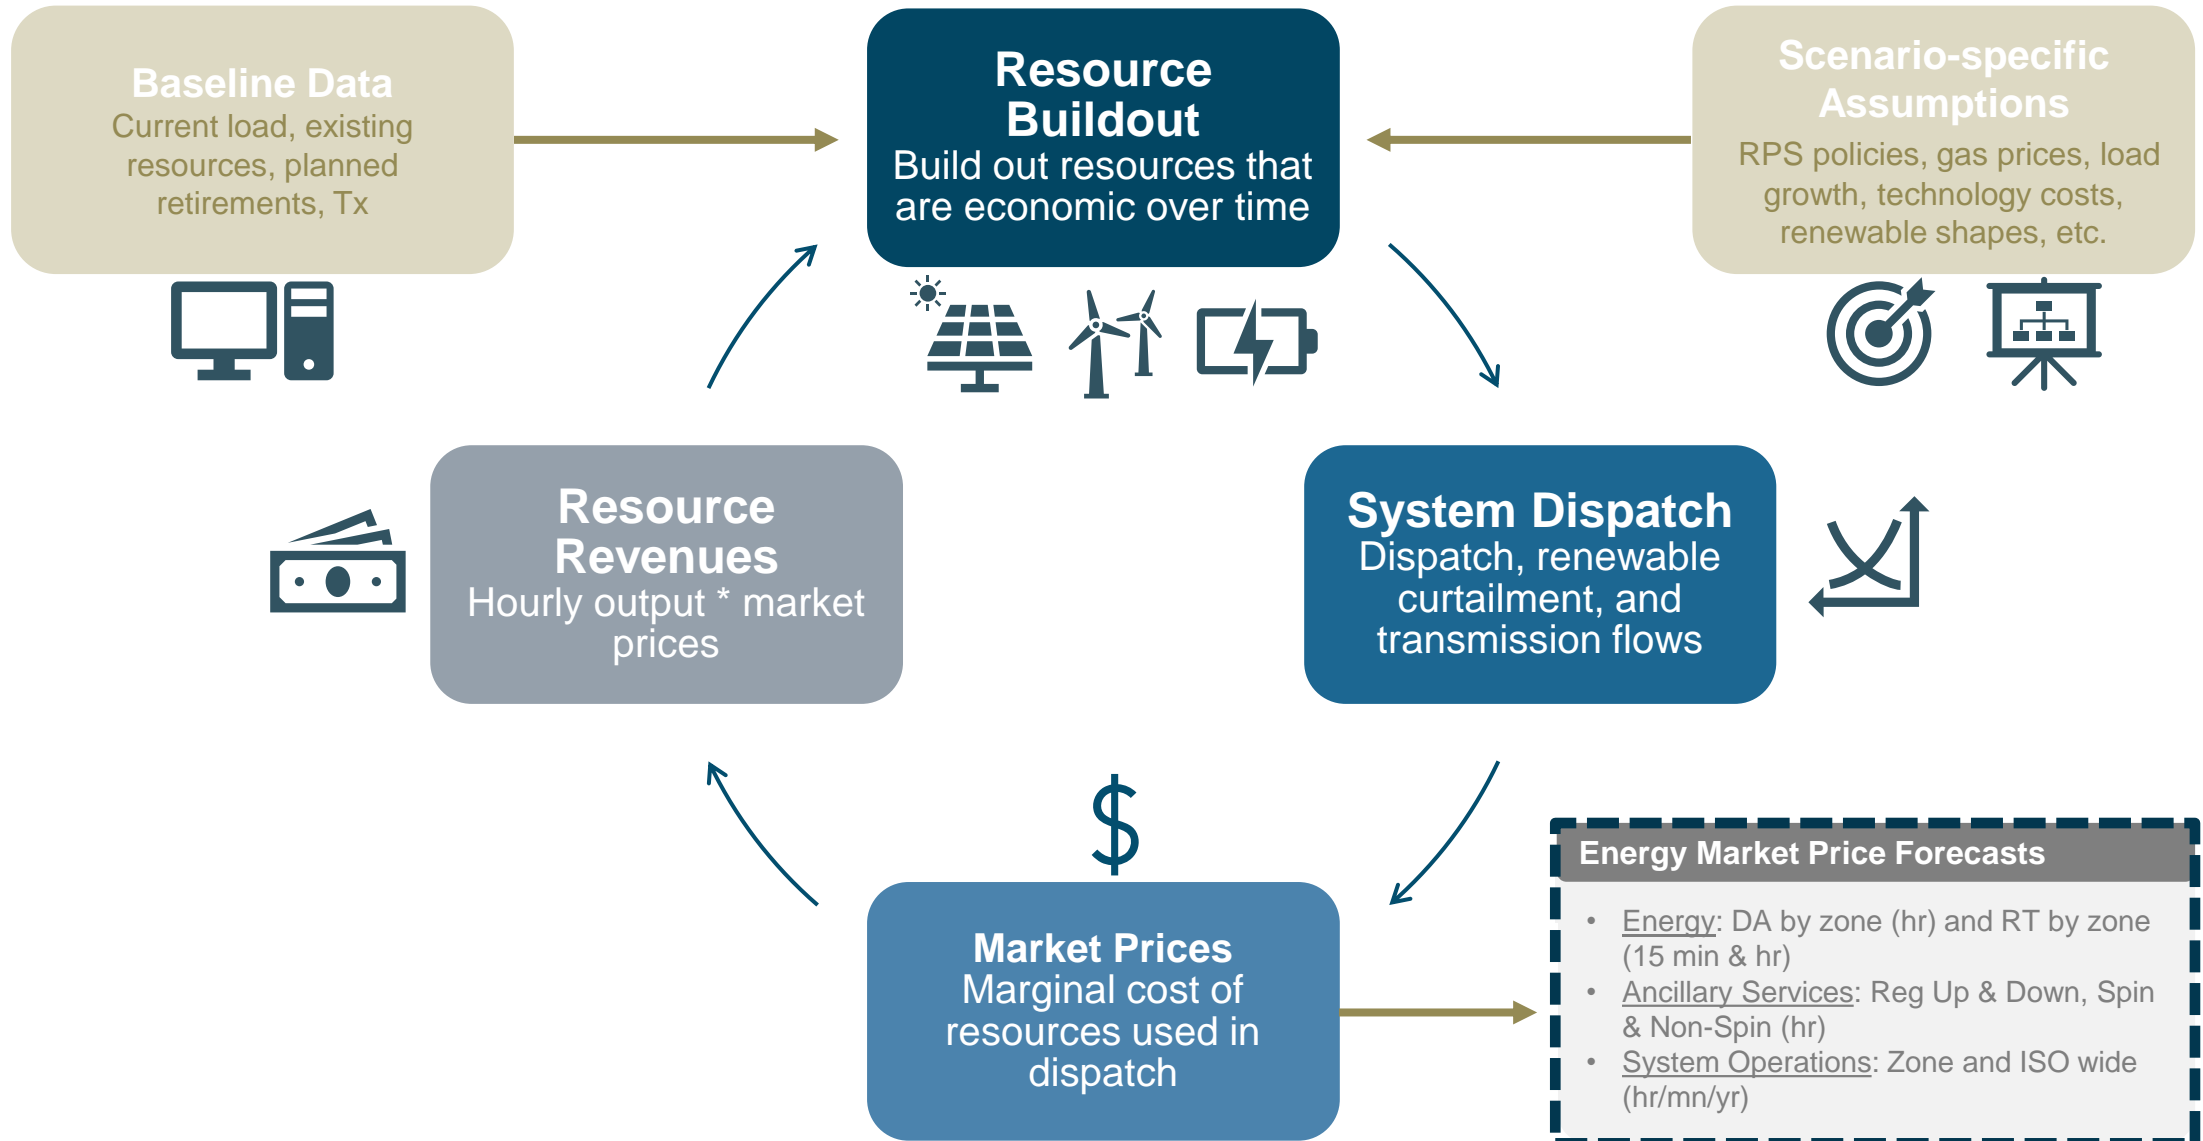 Baseline Data
Current load, existing
resources, planned
retirements, Tx
Resource
Buildout
Build out resources that
are economic over time
Scenario-specific
Assumptions
RPS policies, gas prices, load
growth, technology costs,
renewable shapes, etc.
Resource
Revenues
Hourly output * market
prices
System Dispatch
Dispatch, renewable
curtailment, and
transmission flows
$
Market Prices
Marginal cost of
resources used in
dispatch
Energy Market Price Forecasts
• Energy: DA by zone (hr) and RT by zone
(15 min & hr)
• Ancillary Services: Reg Up & Down, Spin
& Non-Spin (hr)
• System Operations: Zone and ISO wide
(hr/mn/yr)